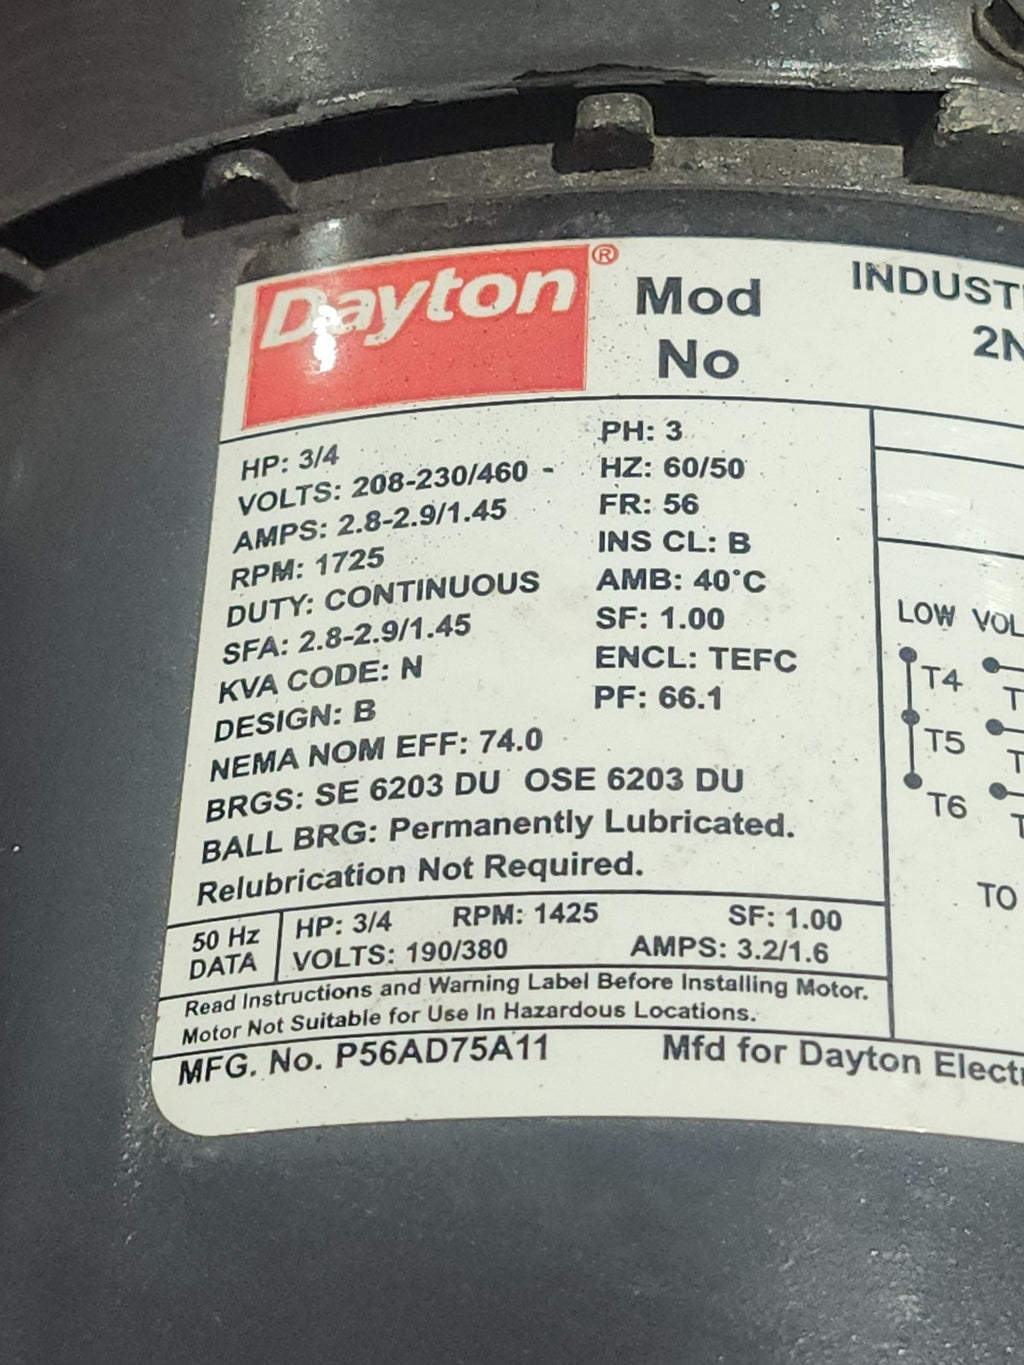 Dayton®
Mod
No
INDUST
2N
HP: 3/4
VOLTS: 208-230/460 -
AMPS: 2.8-2.9/1.45
RPM: 1725
DUTY: CONTINUOUS
SFA: 2.8-2.9/1.45
KVA CODE: N
DESIGN: B
NEMA NOM EFF: 74.0
BRGS: SE 6203 DU OSE 6203 DU
BALL BRG: Permanently Lubricated.
Relubrication Not Required.
PH: 3
HZ: 60/50
FR: 56
INS CL: B
AMB: 40°C
SF: 1.00
ENCL: TEFC
PF: 66.1
LOW VOL
T4
T5
T6
TO
50 Hz
DATA
HP: 3/4 RPM: 1425 SF: 1.00
VOLTS: 190/380 AMPS: 3.2/1.6
Read Instructions and Warning Label Before Installing Motor.
Motor Not Suitable for Use In Hazardous Locations.
MFG. No. P56AD75A11 Mfd for Dayton Electr